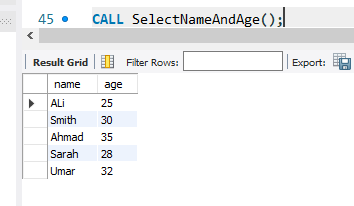 45 CALL SelectNameAndAge();
Result Grid Filter Rows: Export:
name age
ALi 25
Smith 30
Ahmad 35
Sarah 28
Umar 32